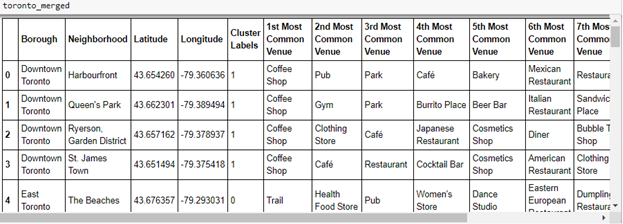 toronto_merged
Borough Neighborhood Latitude Longitude Cluster Labels 1st Most Common Venue 2nd Most Common Venue 3rd Most Common Venue 4th Most Common Venue 5th Most Common Venue 6th Most Common Venue 7th Most Common Venue
0 Downtown Toronto Harbourfront 43.654260 -79.360636 1 Coffee Shop Pub Park Café Bakery Mexican Restaurant Restaura
1 Downtown Toronto Queen's Park 43.662301 -79.389494 1 Coffee Shop Gym Park Burrito Place Beer Bar Italian Restaurant Sandwic Place
2 Downtown Toronto Ryerson, Garden District 43.657162 -79.378937 1 Coffee Shop Clothing Store Café Japanese Restaurant Cosmetics Shop Diner Bubble T Shop
3 Downtown Toronto St. James Town 43.651494 -79.375418 1 Coffee Shop Café Restaurant Cocktail Bar Cosmetics Shop American Restaurant Clothing Store
4 East Toronto The Beaches 43.676357 -79.293031 0 Trail Health Food Store Pub Women's Store Dance Studio Eastern European Restaurant Dumpling Restaura